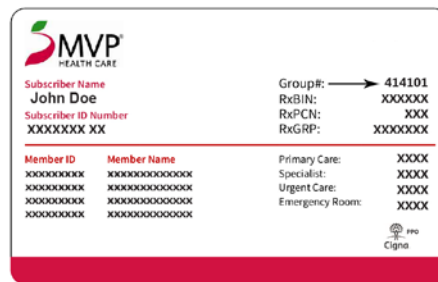 MVP®
HEALTH CARE
Subscriber Name
John Doe
Subscriber ID Number
XXXXXXX XX
Group#: 414101
RxBIN: XXXXXX
RxPCN: XXX
RxGRP: XXXXXXX
Member ID Member Name
XXXXXXXXX XXXXXXXXXXXXX
XXXXXXXXX XXXXXXXXXXXXX
XXXXXXXXX XXXXXXXXXXXXX
XXXXXXXXX XXXXXXXXXXXXX
Primary Care: XXXX
Specialist: XXXX
Urgent Care: XXXX
Emergency Room: XXXX
PPO
Cigna